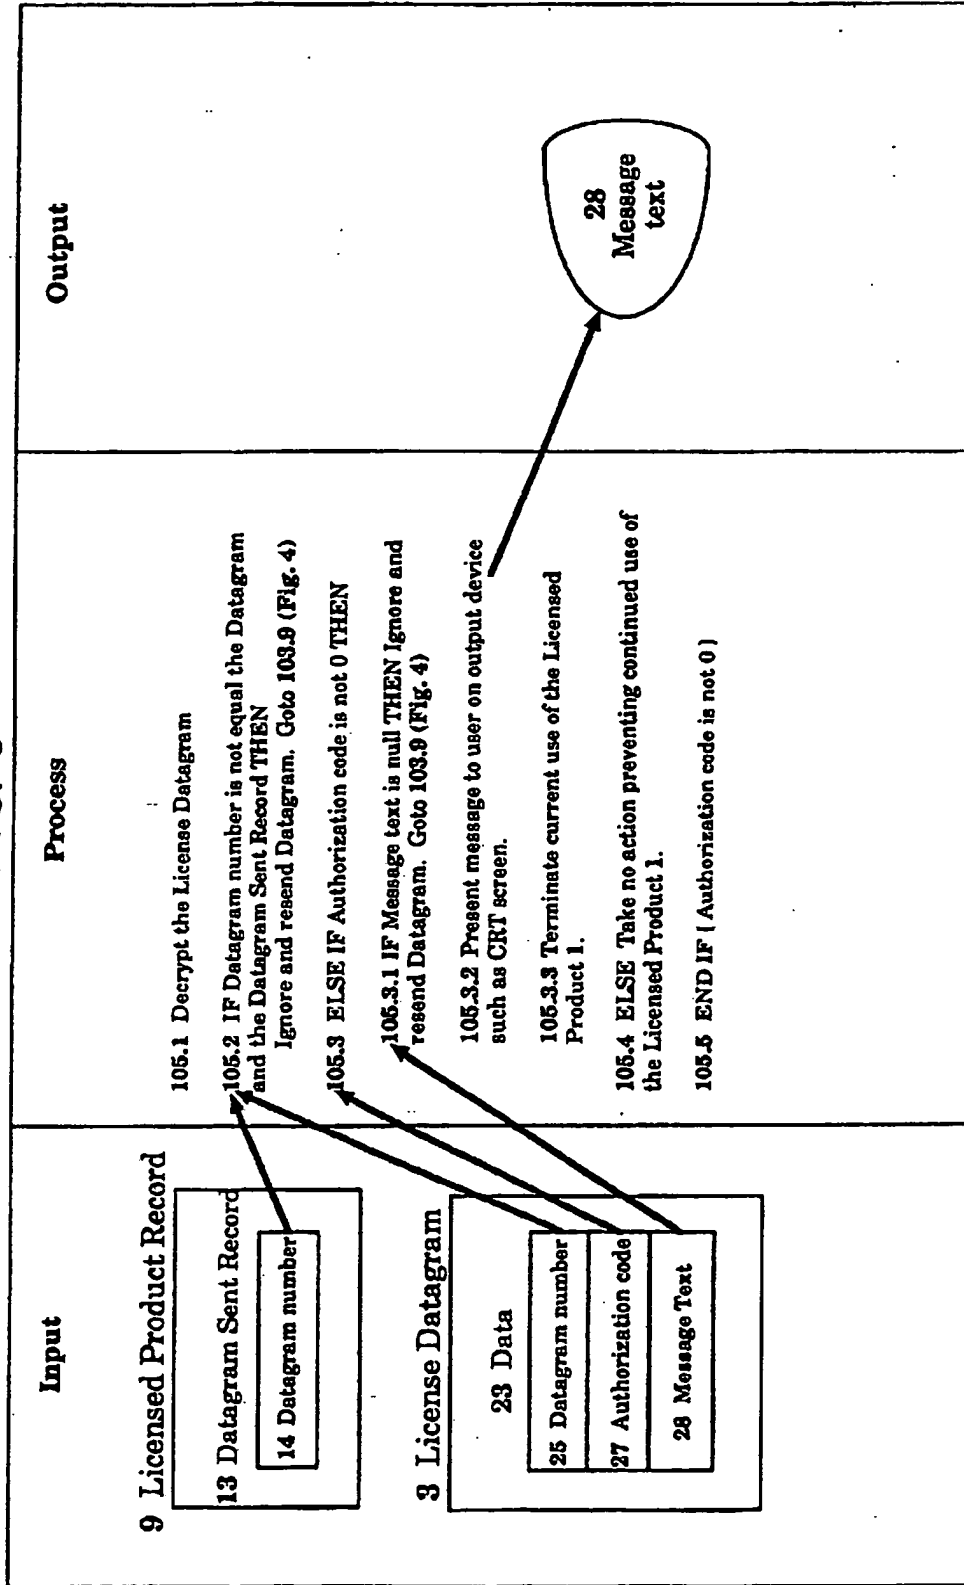 Input
Process
Output
9 Licensed Product Record
13 Datagram Sent Record
14 Datagram number
3 License Datagram
23 Data
25 Datagram number
27 Authorization code
28 Message Text
105.1 Decrypt the License Datagram
105.2 IF Datagram number is not equal the Datagram
and the Datagram Sent Record THEN
Ignore and resend Datagram. Goto 103.9 (Fig. 4)
105.3 ELSE IF Authorization code is not 0 THEN
105.3.1 IF Message text is null THEN Ignore and
resend Datagram. Goto 103.9 (Fig. 4)
105.3.2 Present message to user on output device
such as CRT screen.
105.3.3 Terminate current use of the Licensed
Product 1.
105.4 ELSE Take no action preventing continued use of
the Licensed Product 1.
105.5 END IF ( Authorization code is not 0 )
28
Message
text